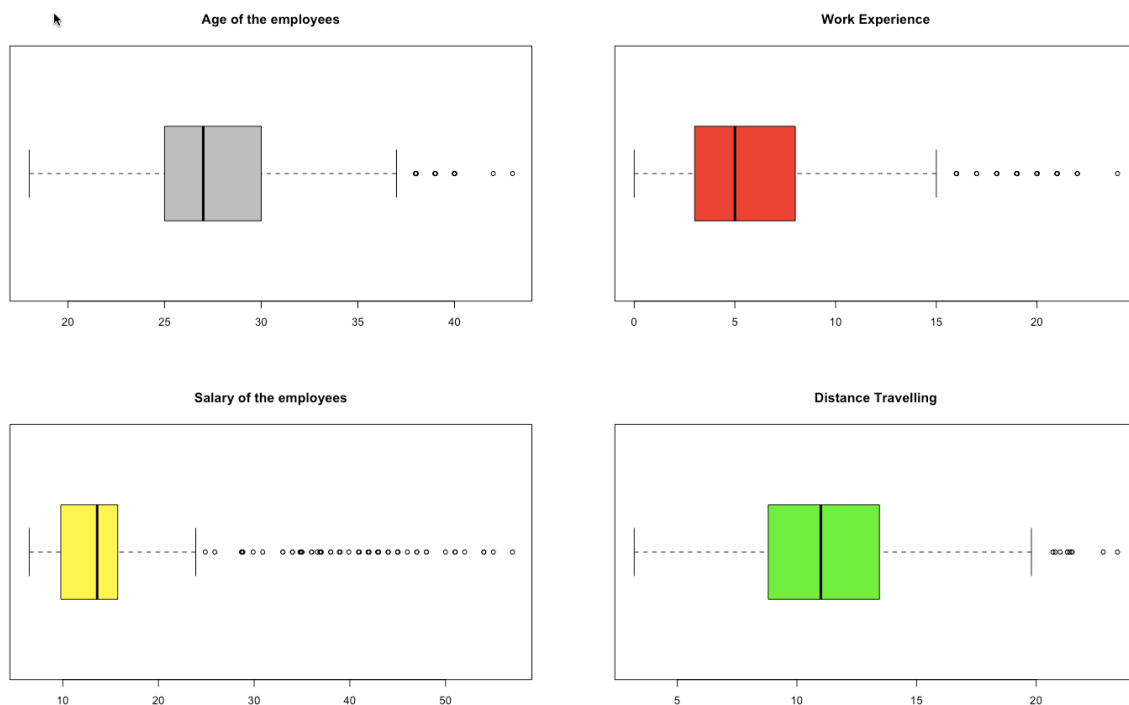 Age of the employees
20 25 30 35 40
Work Experience
0 5 10 15 20
Salary of the employees
10 20 30 40 50
Distance Travelling
5 10 15 20